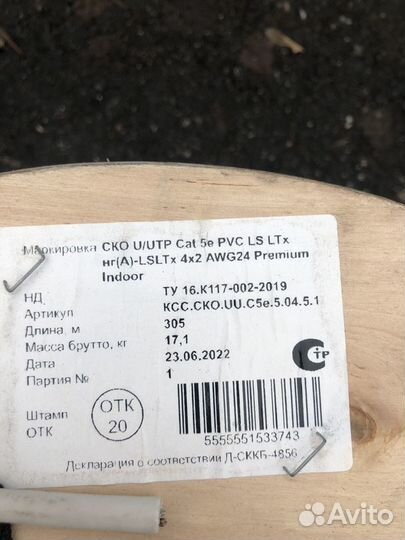 Маркировка СКО U/UTP Cat 5e PVC LS LTx
нг(А)-LSLTx 4x2 AWG24 Premium
Indoor
НД ТУ 16.К117-002-2019
Артикул КСС.СКО.UU.C5e.5.04.5.1
Длина, м 305
Масса брутто, кг 17,1
Дата 23.06.2022
Партия № 1
СТР
Штамп
ОТК
ОТК
20
5555551533743
Декларация о соответствии Д-СККБ-4856
Avito